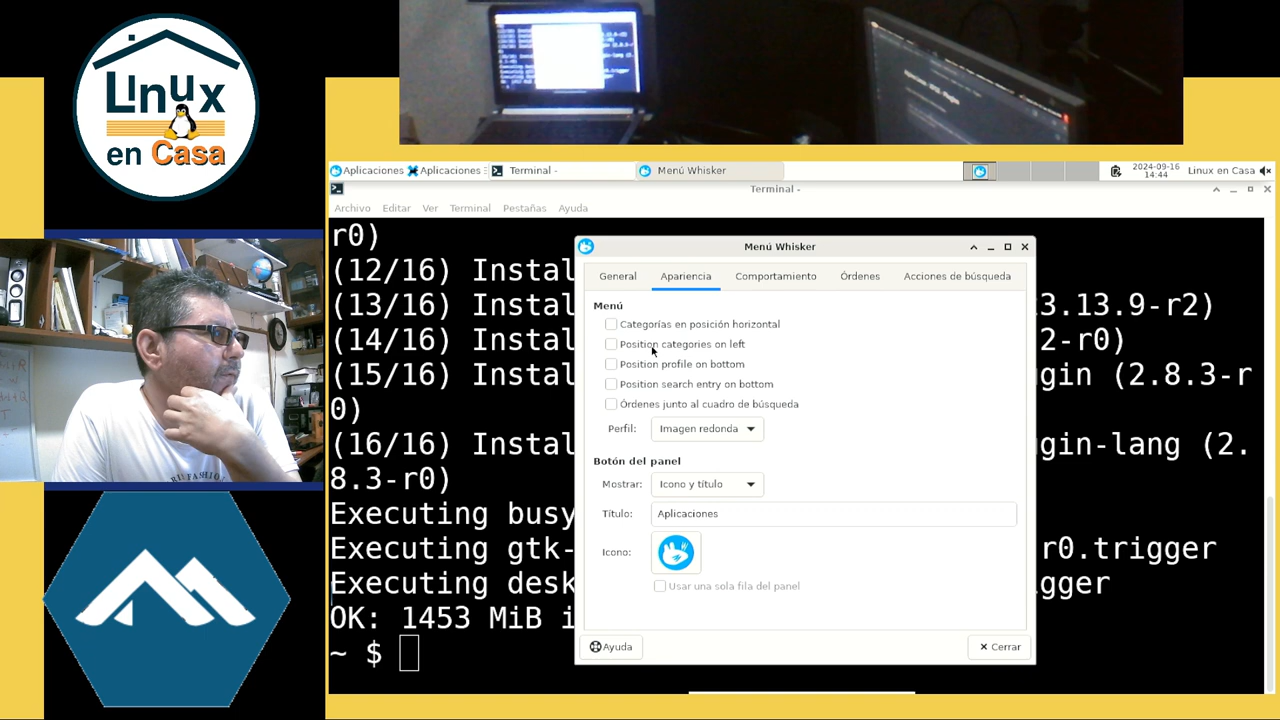 Linux
en Casa
Aplicaciones
Aplicaciones
Terminal -
Menú Whisker
2024-09-16
14:44
Linux en Casa
Terminal -
Archivo Editar Ver Terminal Pestañas Ayuda
r0)
(12/16) Instal
(13/16) Instal 3.13.9-r2)
(14/16) Instal 2-r0)
(15/16) Instal gin (2.8.3-r
0)
(16/16) Instal gin-lang (2.
8.3-r0)
Executing busy
Executing gtk- r0.trigger
Executing desk gger
OK: 1453 MiB i
~ $
Menú Whisker
General Apariencia Comportamiento Órdenes Acciones de búsqueda
Menú
Categorías en posición horizontal
Position categories on left
Position profile on bottom
Position search entry on bottom
Órdenes junto al cuadro de búsqueda
Perfil: Imagen redonda
Botón del panel
Mostrar: Icono y título
Título: Aplicaciones
Icono:
Usar una sola fila del panel
Ayuda
Cerrar